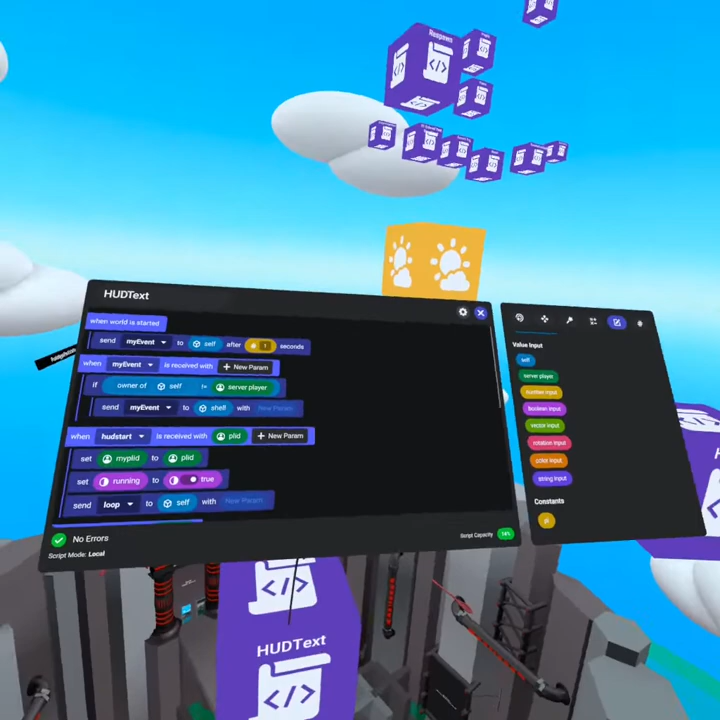 Respawn
HUDText
when world is started
send myEvent to self after 1 seconds
when myEvent is received with + New Param
if owner of self != server player
send myEvent to shelf with New Param
when hudstart is received with plid + New Param
set myplid to plid
set running to true
send loop to self with New Param
No Errors
Script Mode: Local
Script Capacity 14%
Value Input
self
server player
number input
boolean input
vector input
rotation input
color input
string input
Constants
pi
HUDText